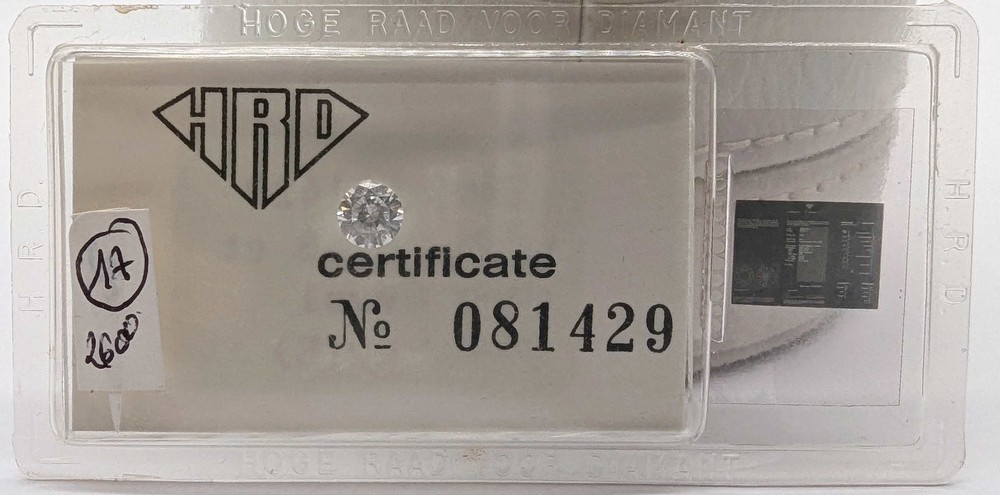 HOGE RAAD VOOR DIAMANT
HRD
H.R.D.
H.R.D.
17
2600
certificate
No 081429
HOGE RAAD VOOR DIAMANT